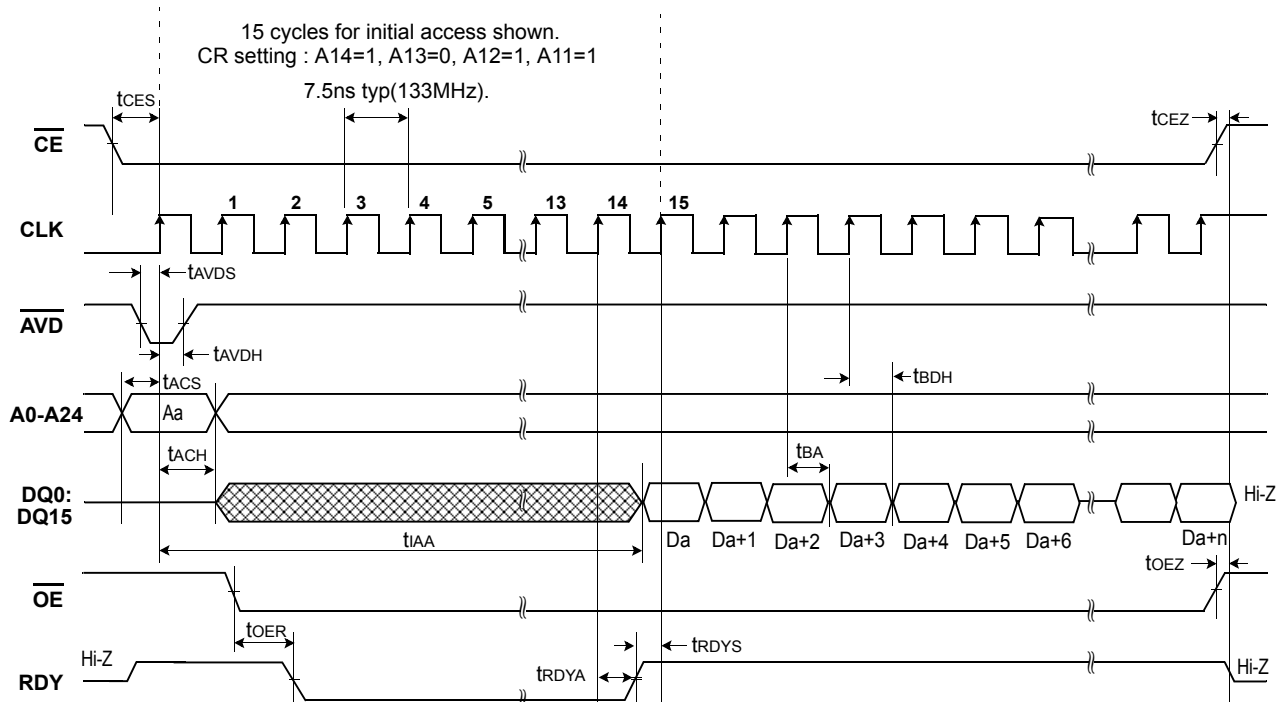 15 cycles for initial access shown.
CR setting : A14=1, A13=0, A12=1, A11=1
7.5ns typ(133MHz).
tCES
tCEZ
CE
1 2 3 4 5 13 14 15
CLK
tAVDS
AVD
tAVDH
tACS
tBDH
A0-A24
Aa
tACH
tBA
DQ0:
DQ15
Hi-Z
tIAA
Da Da+1 Da+2 Da+3 Da+4 Da+5 Da+6 Da+n
tOEZ
OE
tOER
tRDYS
Hi-Z
tRDYA
Hi-Z
RDY